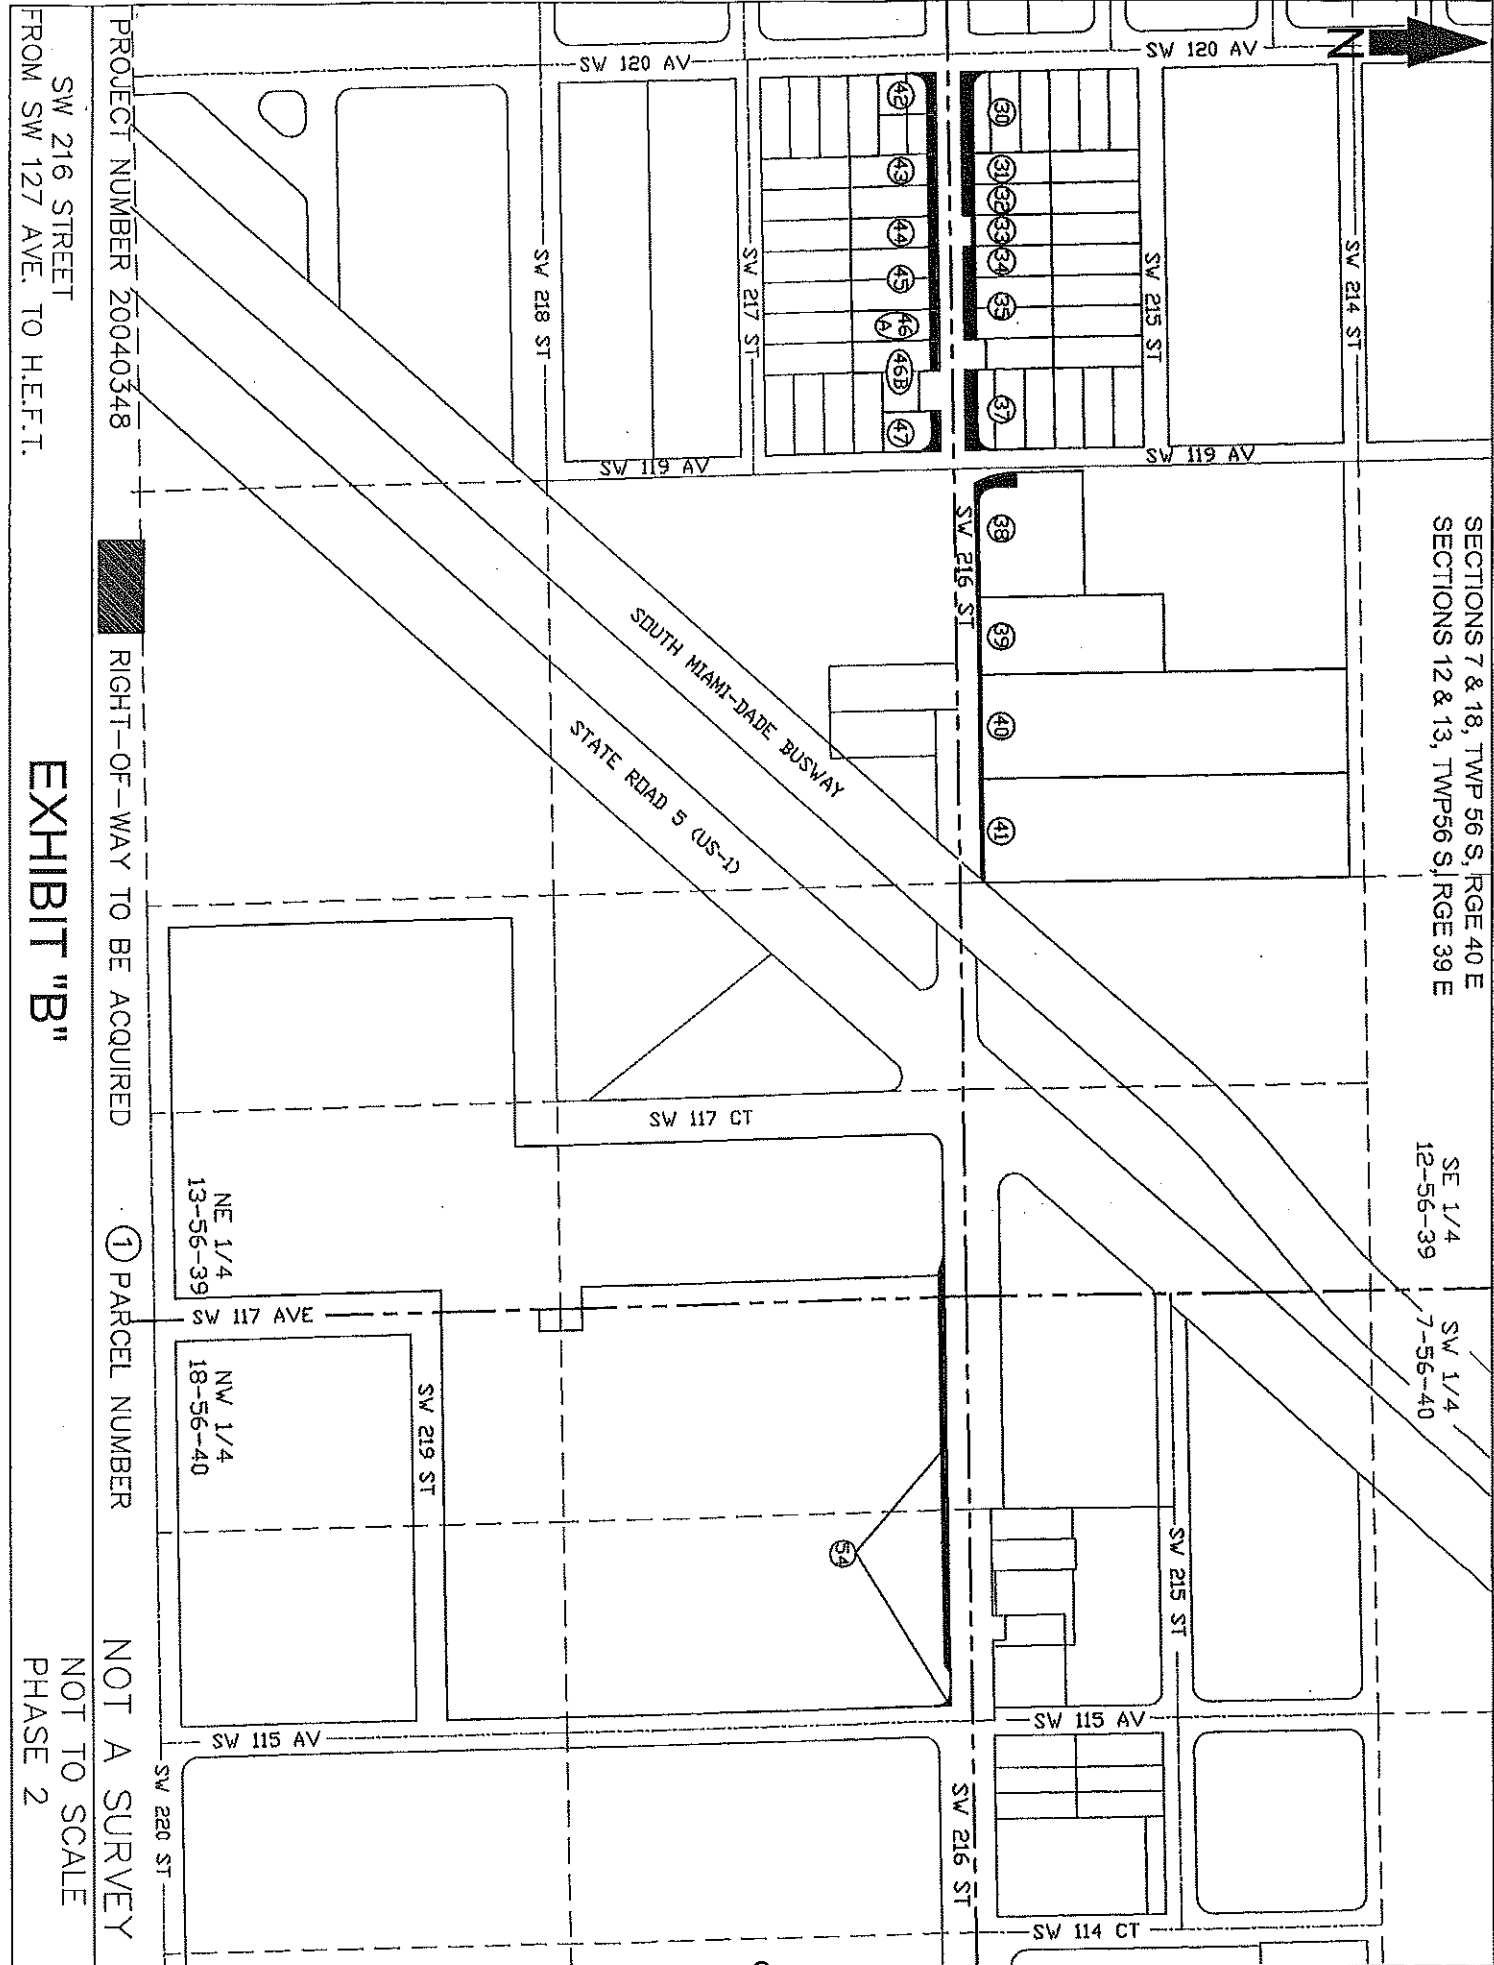 SECTIONS 7 & 18, TWP 56 S, RGE 40 E
SECTIONS 12 & 13, TWP56 S, RGE 39 E
N
SE 1/4
12-56-39
SW 1/4
7-56-40
SW 120 AV
SW 214 ST
SW 215 ST
SW 119 AV
30
31
32
33
34
35
37
38
39
40
41
SW 215 ST
SW 115 AV
SW 114 CT
SW 216 ST
SW 216 ST
42
43
44
45
46
A
46B
47
54
SW 120 AV
SW 217 ST
SW 218 ST
SW 119 AV
SOUTH MIAMI-DADE BUSWAY
STATE ROAD 5 (US-1)
SW 117 CT
SW 219 ST
SW 117 AVE
SW 115 AV
SW 220 ST
NE 1/4
13-56-39
NW 1/4
18-56-40
PROJECT NUMBER 20040348
RIGHT-OF-WAY TO BE ACQUIRED
1 PARCEL NUMBER
NOT A SURVEY
SW 216 STREET
FROM SW 127 AVE. TO H.E.F.T.
EXHIBIT "B"
NOT TO SCALE
PHASE 2